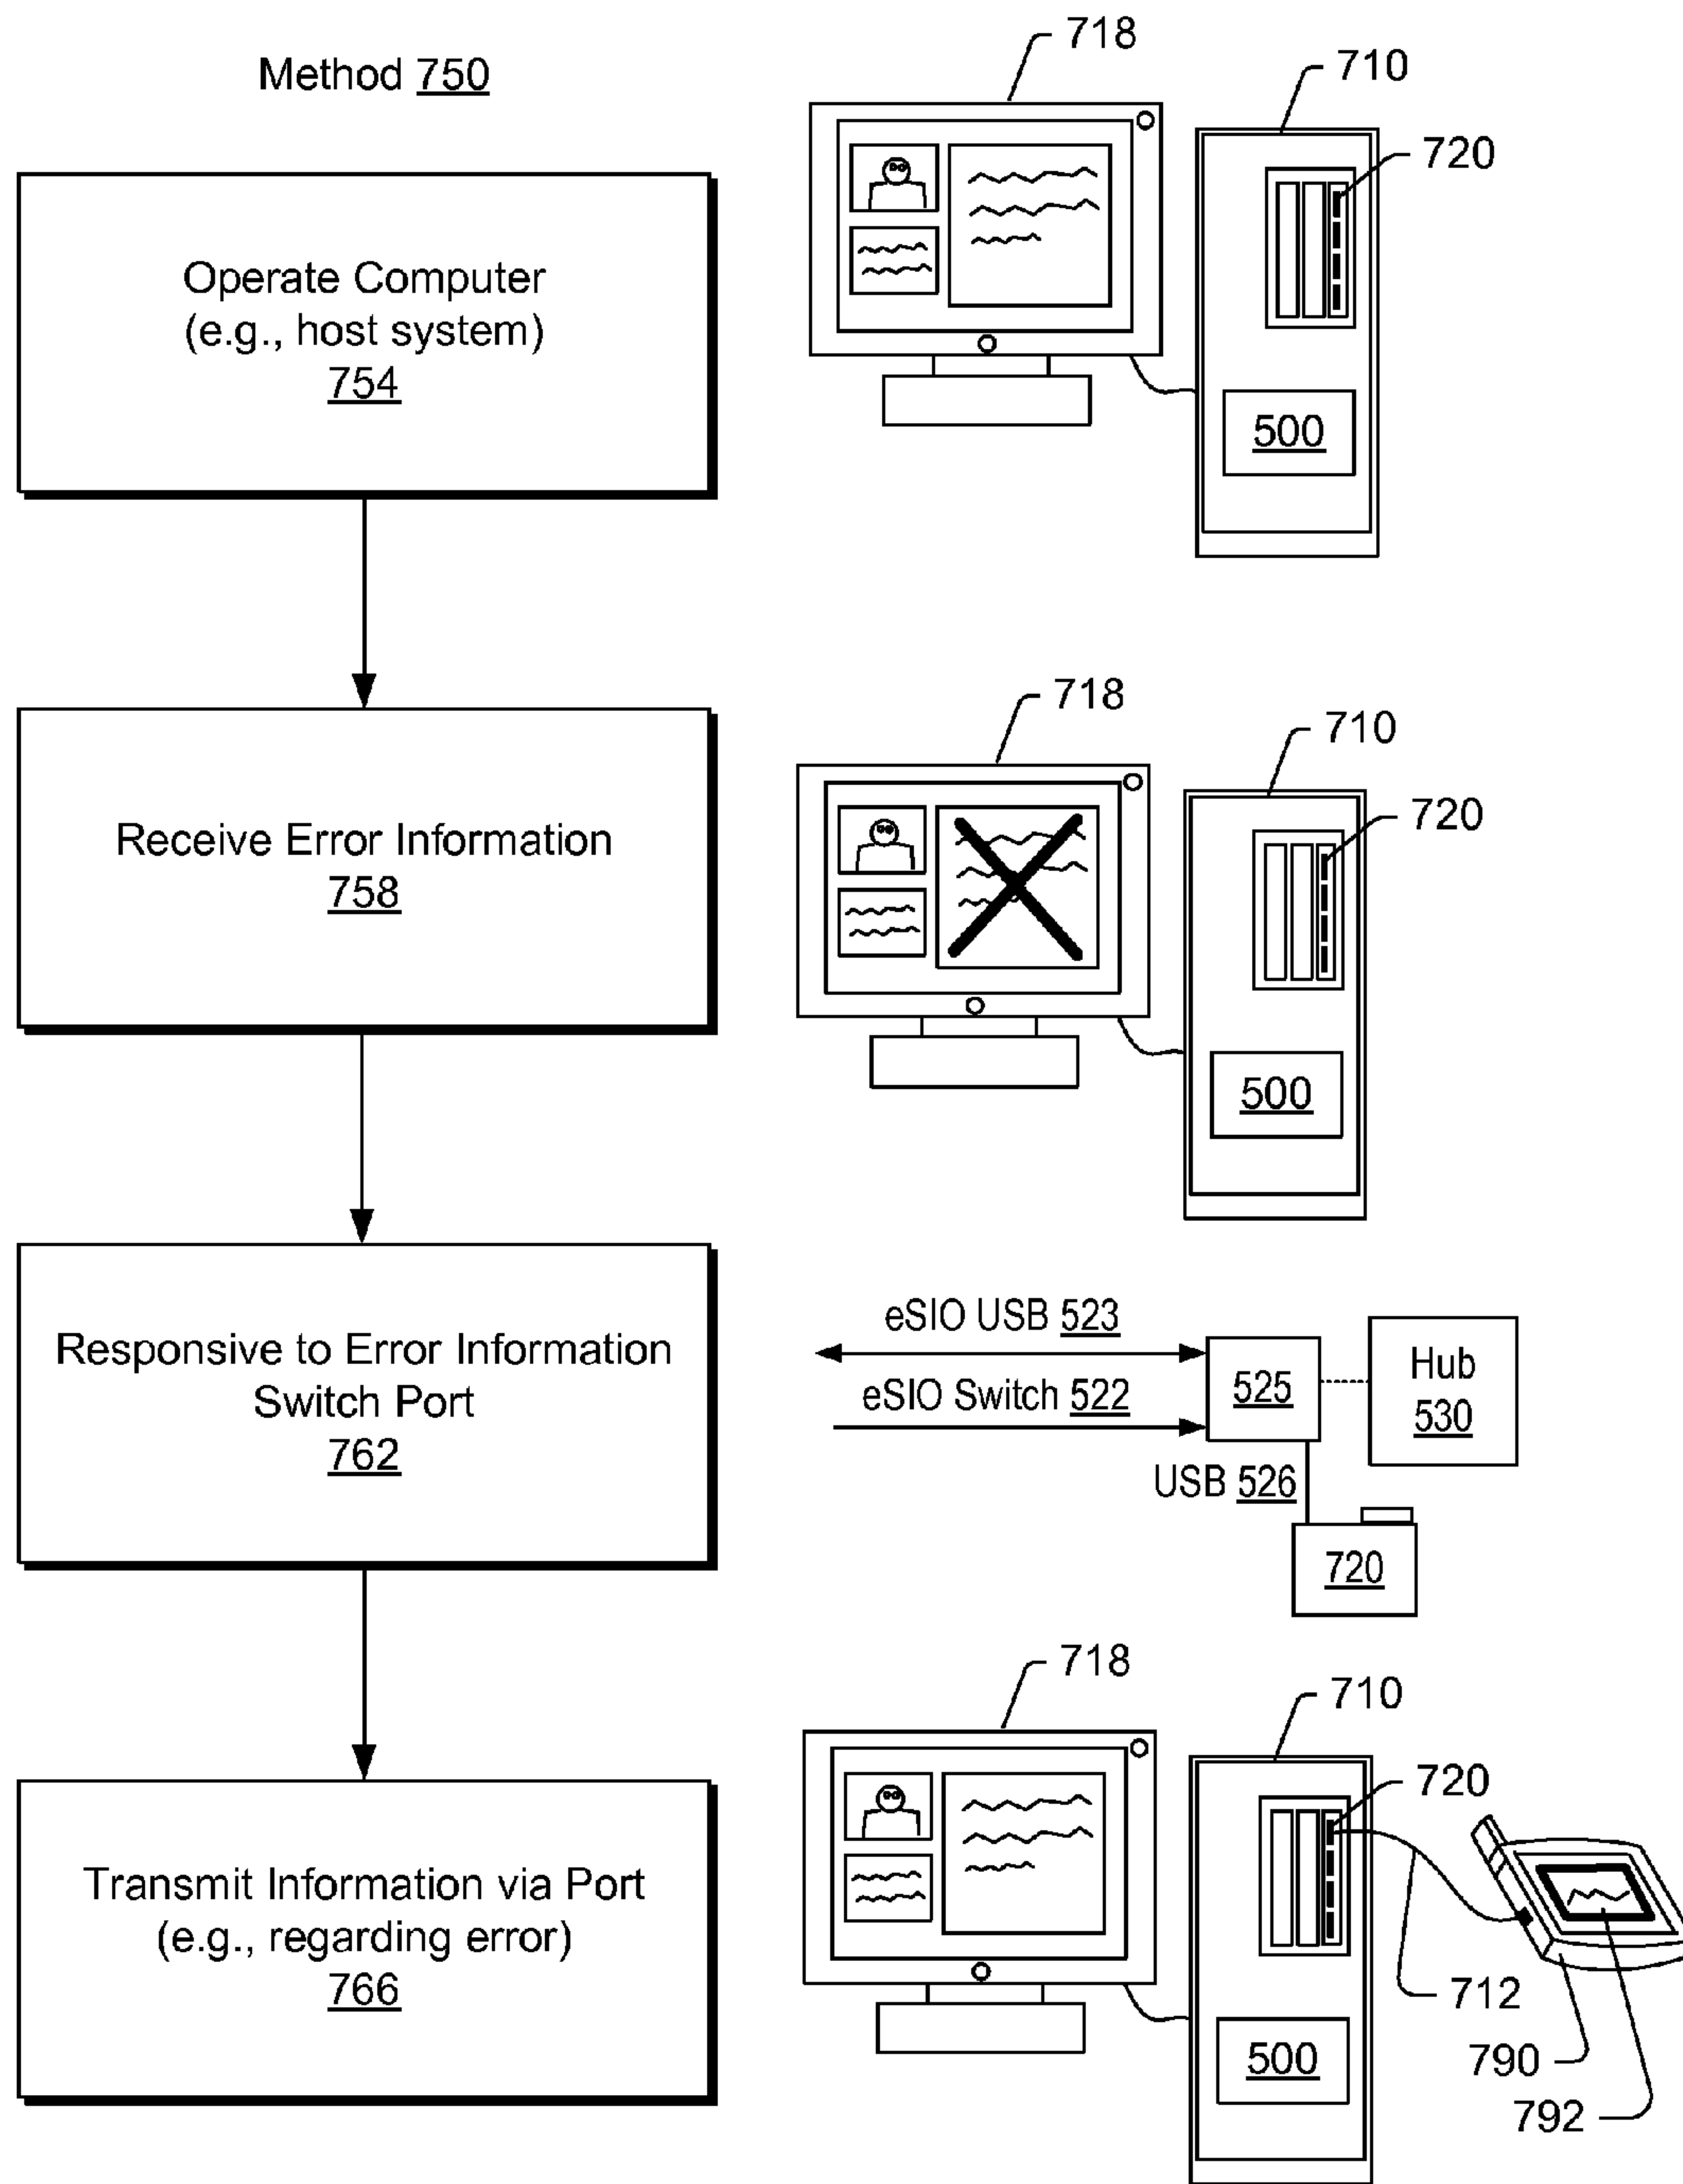 Method 750
718
710
720
500
Operate Computer
(e.g., host system)
754
718
710
720
500
Receive Error Information
758
eSIO USB 523
eSIO Switch 522
525
Hub
530
USB 526
720
Responsive to Error Information
Switch Port
762
718
710
720
500
712
790
792
Transmit Information via Port
(e.g., regarding error)
766